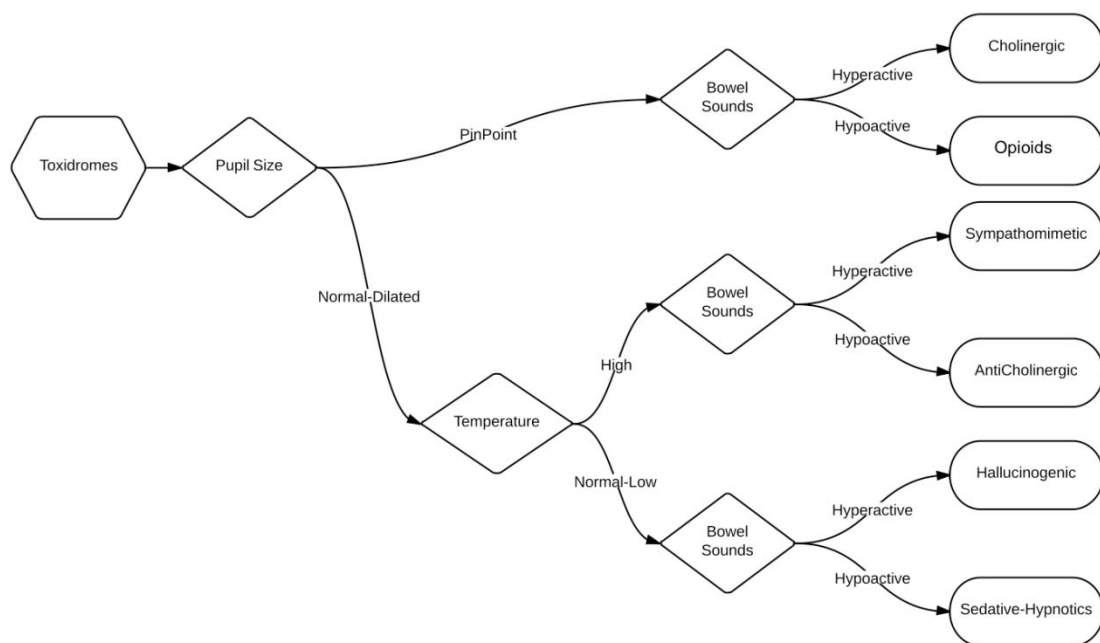 Toxidromes
Pupil Size
PinPoint
Bowel
Sounds
Hyperactive
Cholinergic
Hypoactive
Opioids
Normal-Dilated
Temperature
High
Bowel
Sounds
Hyperactive
Sympathomimetic
Hypoactive
AntiCholinergic
Normal-Low
Bowel
Sounds
Hyperactive
Hallucinogenic
Hypoactive
Sedative-Hypnotics